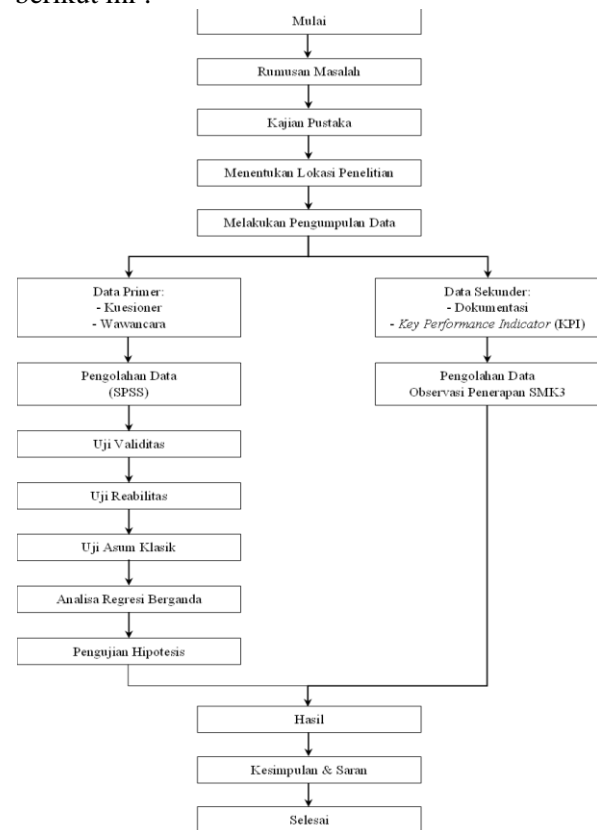 berikut ini :
Mulai
Rumusan Masalah
Kajian Pustaka
Menentukan Lokasi Penelitian
Melakukan Pengumpulan Data
Data Primer:
- Kuesioner
- Wawancara
Pengolahan Data
(SPSS)
Uji Validitas
Uji Reabilitas
Uji Asum Klasik
Analisa Regresi Berganda
Pengujian Hipotesis
Data Sekunder:
- Dokumentasi
- Key Performance Indicator (KPI)
Pengolahan Data
Observasi Penerapan SMK3
Hasil
Kesimpulan & Saran
Selesai